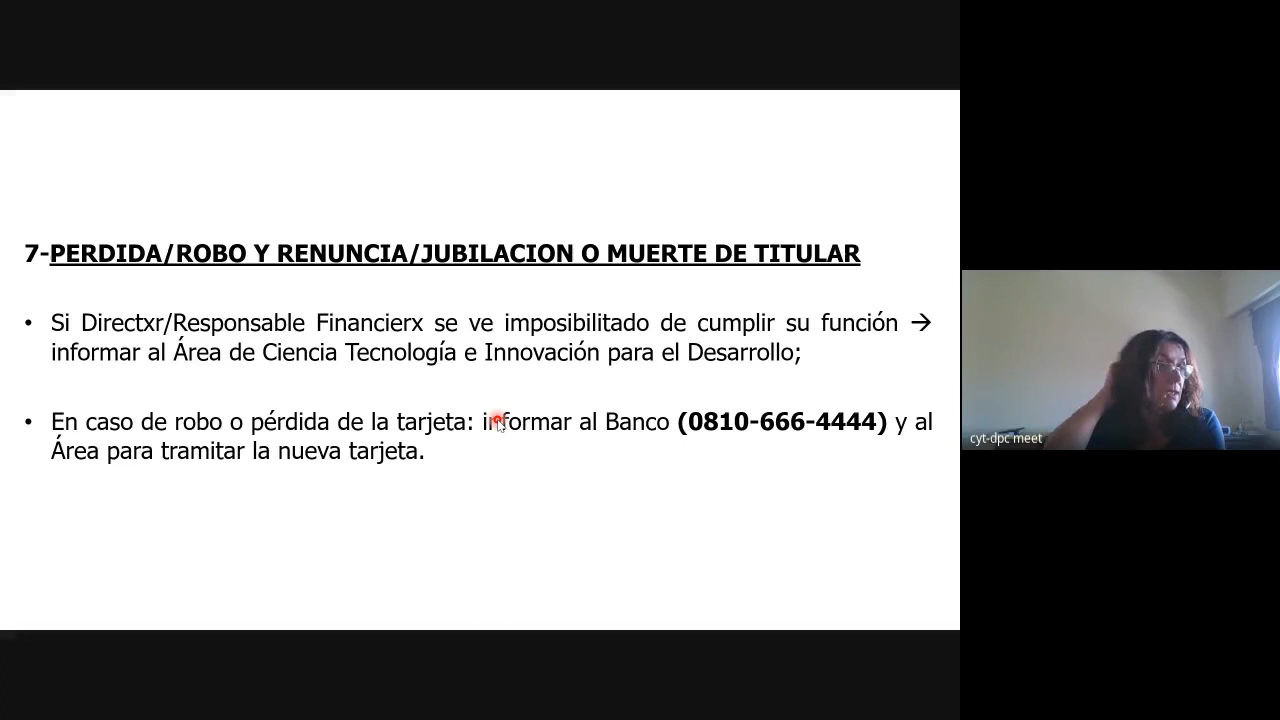 7-PERDIDA/ROBO Y RENUNCIA/JUBILACION O MUERTE DE TITULAR
• Si Directxr/Responsable Financierx se ve imposibilitado de cumplir su función →
informar al Área de Ciencia Tecnología e Innovación para el Desarrollo;
• En caso de robo o pérdida de la tarjeta: informar al Banco (0810-666-4444) y al
Área para tramitar la nueva tarjeta.
cyt-dpc meet